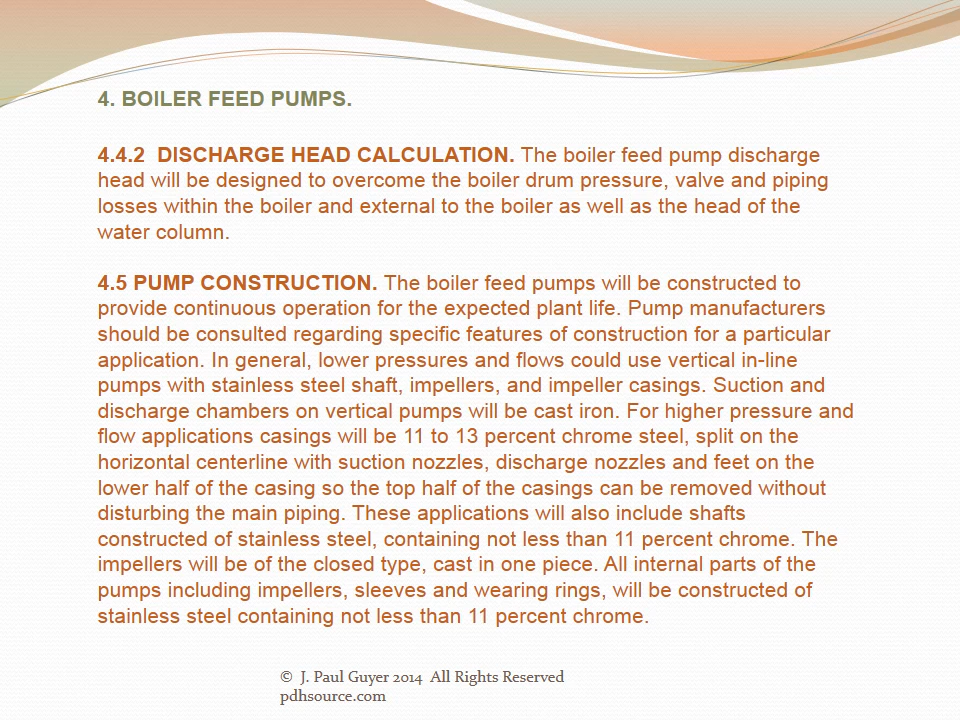 4. BOILER FEED PUMPS.
4.4.2  DISCHARGE HEAD CALCULATION. The boiler feed pump discharge
head will be designed to overcome the boiler drum pressure, valve and piping
losses within the boiler and external to the boiler as well as the head of the
water column.
4.5 PUMP CONSTRUCTION. The boiler feed pumps will be constructed to
provide continuous operation for the expected plant life. Pump manufacturers
should be consulted regarding specific features of construction for a particular
application. In general, lower pressures and flows could use vertical in-line
pumps with stainless steel shaft, impellers, and impeller casings. Suction and
discharge chambers on vertical pumps will be cast iron. For higher pressure and
flow applications casings will be 11 to 13 percent chrome steel, split on the
horizontal centerline with suction nozzles, discharge nozzles and feet on the
lower half of the casing so the top half of the casings can be removed without
disturbing the main piping. These applications will also include shafts
constructed of stainless steel, containing not less than 11 percent chrome. The
impellers will be of the closed type, cast in one piece. All internal parts of the
pumps including impellers, sleeves and wearing rings, will be constructed of
stainless steel containing not less than 11 percent chrome.
© J. Paul Guyer 2014  All Rights Reserved
pdhsource.com